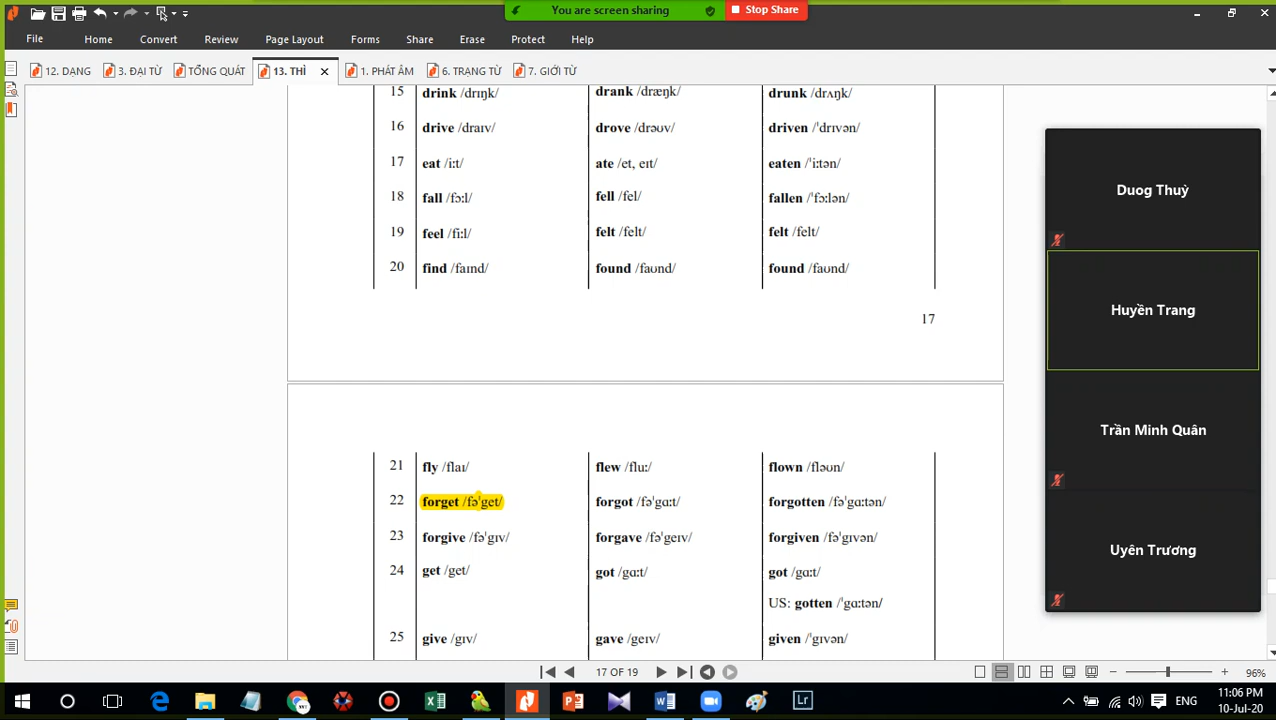 You are screen sharing
Stop Share
File Home Convert Review Page Layout Forms Share Erase Protect Help
12. DẠNG 3. ĐẠI TỪ TỔNG QUÁT 13. THÌ 1. PHÁT ÂM 6. TRẠNG TỪ 7. GIỚI TỪ
15 drink /drɪŋk/ drank /dræŋk/ drunk /drʌŋk/
16 drive /draɪv/ drove /drəʊv/ driven /ˈdrɪvən/
17 eat /iːt/ ate /et, eɪt/ eaten /ˈiːtən/
18 fall /fɔːl/ fell /fel/ fallen /ˈfɔːlən/
19 feel /fiːl/ felt /felt/ felt /felt/
20 find /faɪnd/ found /faʊnd/ found /faʊnd/
17
21 fly /flaɪ/ flew /fluː/ flown /fləʊn/
22 forget /fəˈget/ forgot /fəˈgɑːt/ forgotten /fəˈgɑːtən/
23 forgive /fəˈgɪv/ forgave /fəˈgeɪv/ forgiven /fəˈgɪvən/
24 get /get/ got /gɑːt/ got /gɑːt/
US: gotten /ˈgɑːtən/
25 give /gɪv/ gave /geɪv/ given /ˈgɪvən/
Duog Thuỳ
Huyền Trang
Trần Minh Quân
Uyên Trương
17 OF 19
96%
ENG
11:06 PM
10-Jul-20